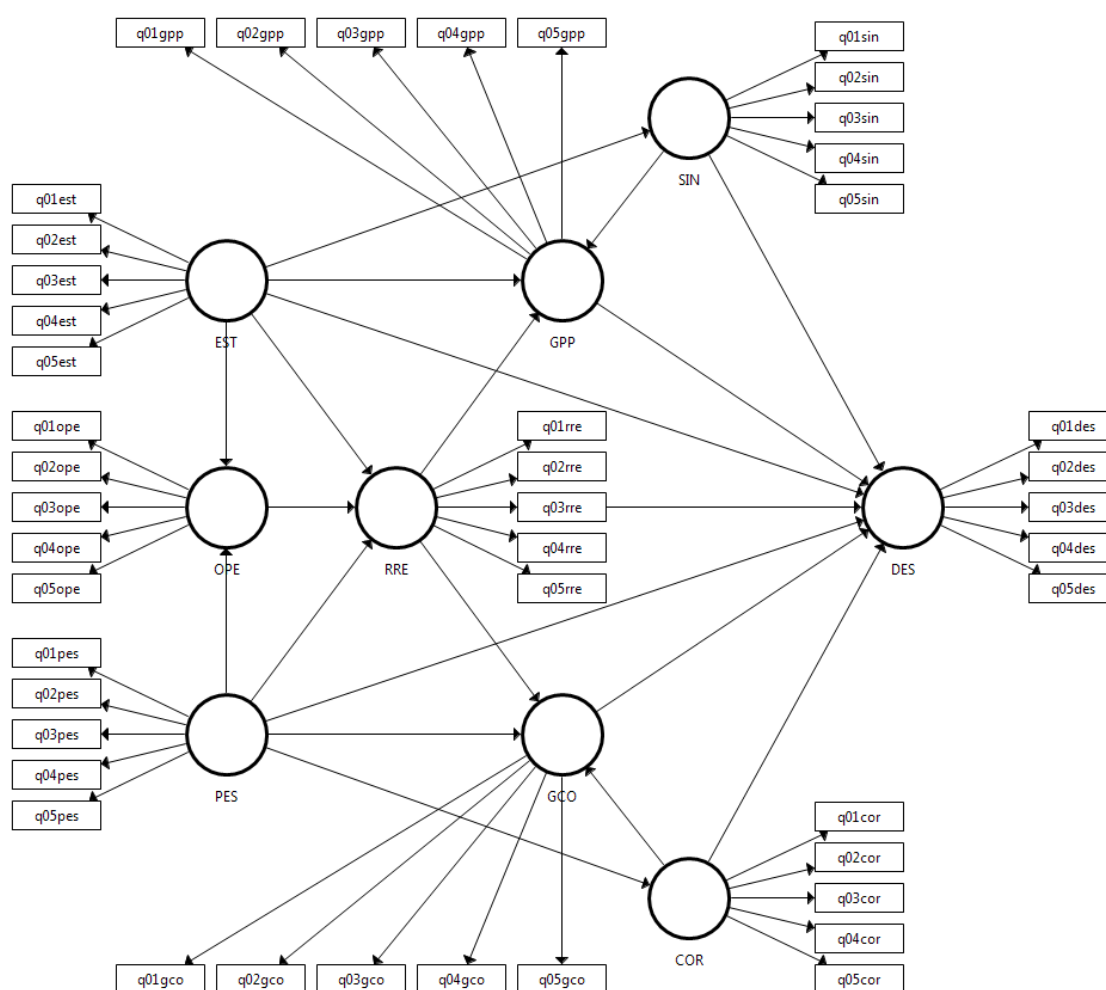 q01gpp q02gpp q03gpp q04gpp q05gpp
q01sin
q02sin
q03sin
q04sin
q05sin
SIN
q01est
q02est
q03est
q04est
q05est
EST
GPP
q01ope
q02ope
q03ope
q04ope
q05ope
OPE
RRE
q01rre
q02rre
q03rre
q04rre
q05rre
DES
q01des
q02des
q03des
q04des
q05des
q01pes
q02pes
q03pes
q04pes
q05pes
PES
GCO
q01cor
q02cor
q03cor
q04cor
q05cor
COR
q01gco q02gco q03gco q04gco q05gco